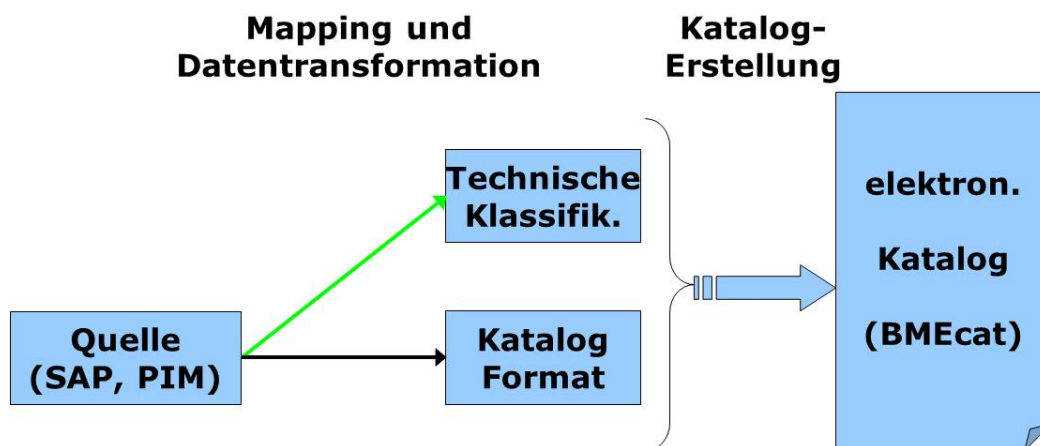 Mapping und
Datentransformation
Katalog-
Erstellung
Technische
Klassifik.
Quelle
(SAP, PIM)
Katalog
Format
elektron.
Katalog
(BMEcat)